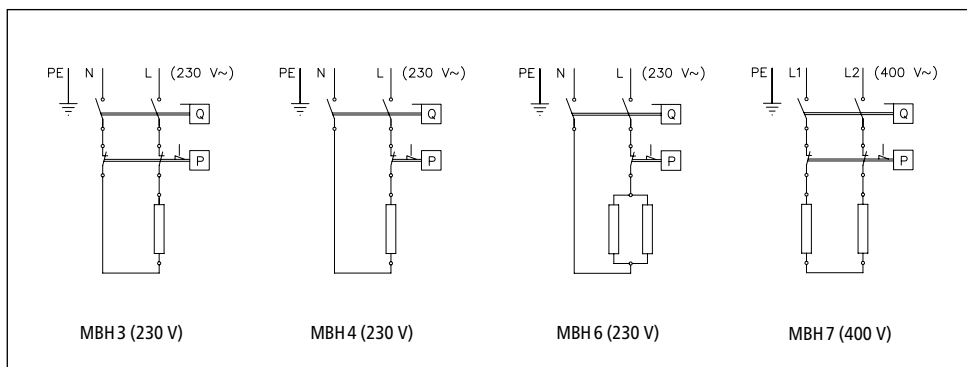 PE N L (230 V~)
Q
P
MBH 3 (230 V)
PE N L (230 V~)
Q
P
MBH 4 (230 V)
PE N L (230 V~)
Q
P
MBH 6 (230 V)
PE L1 L2 (400 V~)
Q
P
MBH 7 (400 V)